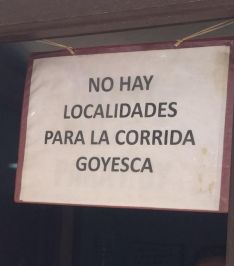 NO HAY
LOCALIDADES
PARA LA CORRIDA
GOYESCA